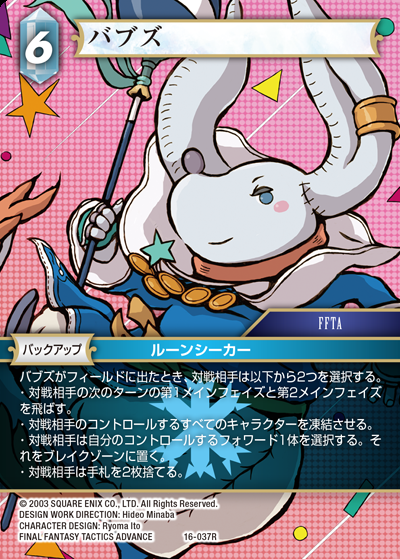 6
バブズ
FFTA
バックアップ
ルーンシーカー
バブズがフィールドに出たとき、対戦相手は以下から2つを選択する。
・対戦相手の次のターンの第1メインフェイズと第2メインフェイズ
を飛ばす。
・対戦相手のコントロールするすべてのキャラクターを凍結させる。
・対戦相手は自分のコントロールするフォワード1体を選択する。そ
れをブレイクゾーンに置く。
・対戦相手は手札を2枚捨てる。
© 2003 SQUARE ENIX CO., LTD. All Rights Reserved.
DESIGN WORK DIRECTION: Hideo Minaba
CHARACTER DESIGN: Ryoma Ito
FINAL FANTASY TACTICS ADVANCE
16-037R